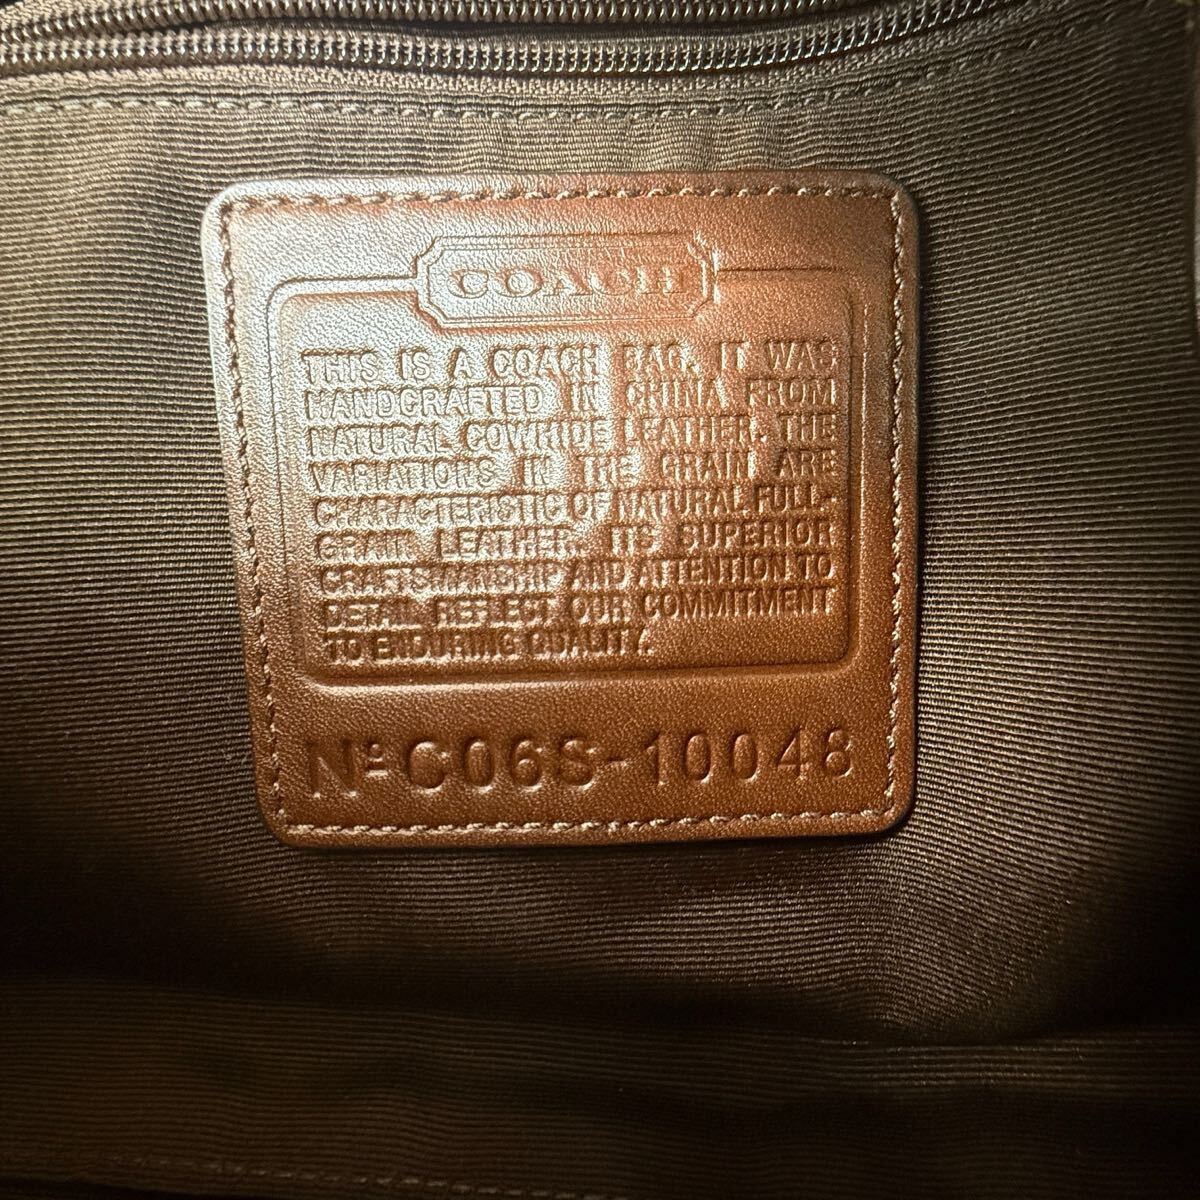 COACH
THIS IS A COACH BAG. IT WAS
HANDCRAFTED IN CHINA FROM
NATURAL COWHIDE LEATHER. THE
VARIATIONS IN THE GRAIN ARE
CHARACTERISTIC OF NATURAL FULL-
GRAIN LEATHER. ITS SUPERIOR
CRAFTSMANSHIP AND ATTENTION TO
DETAIL REFLECT OUR COMMITMENT
TO ENDURING QUALITY.
Nº C06S-10048